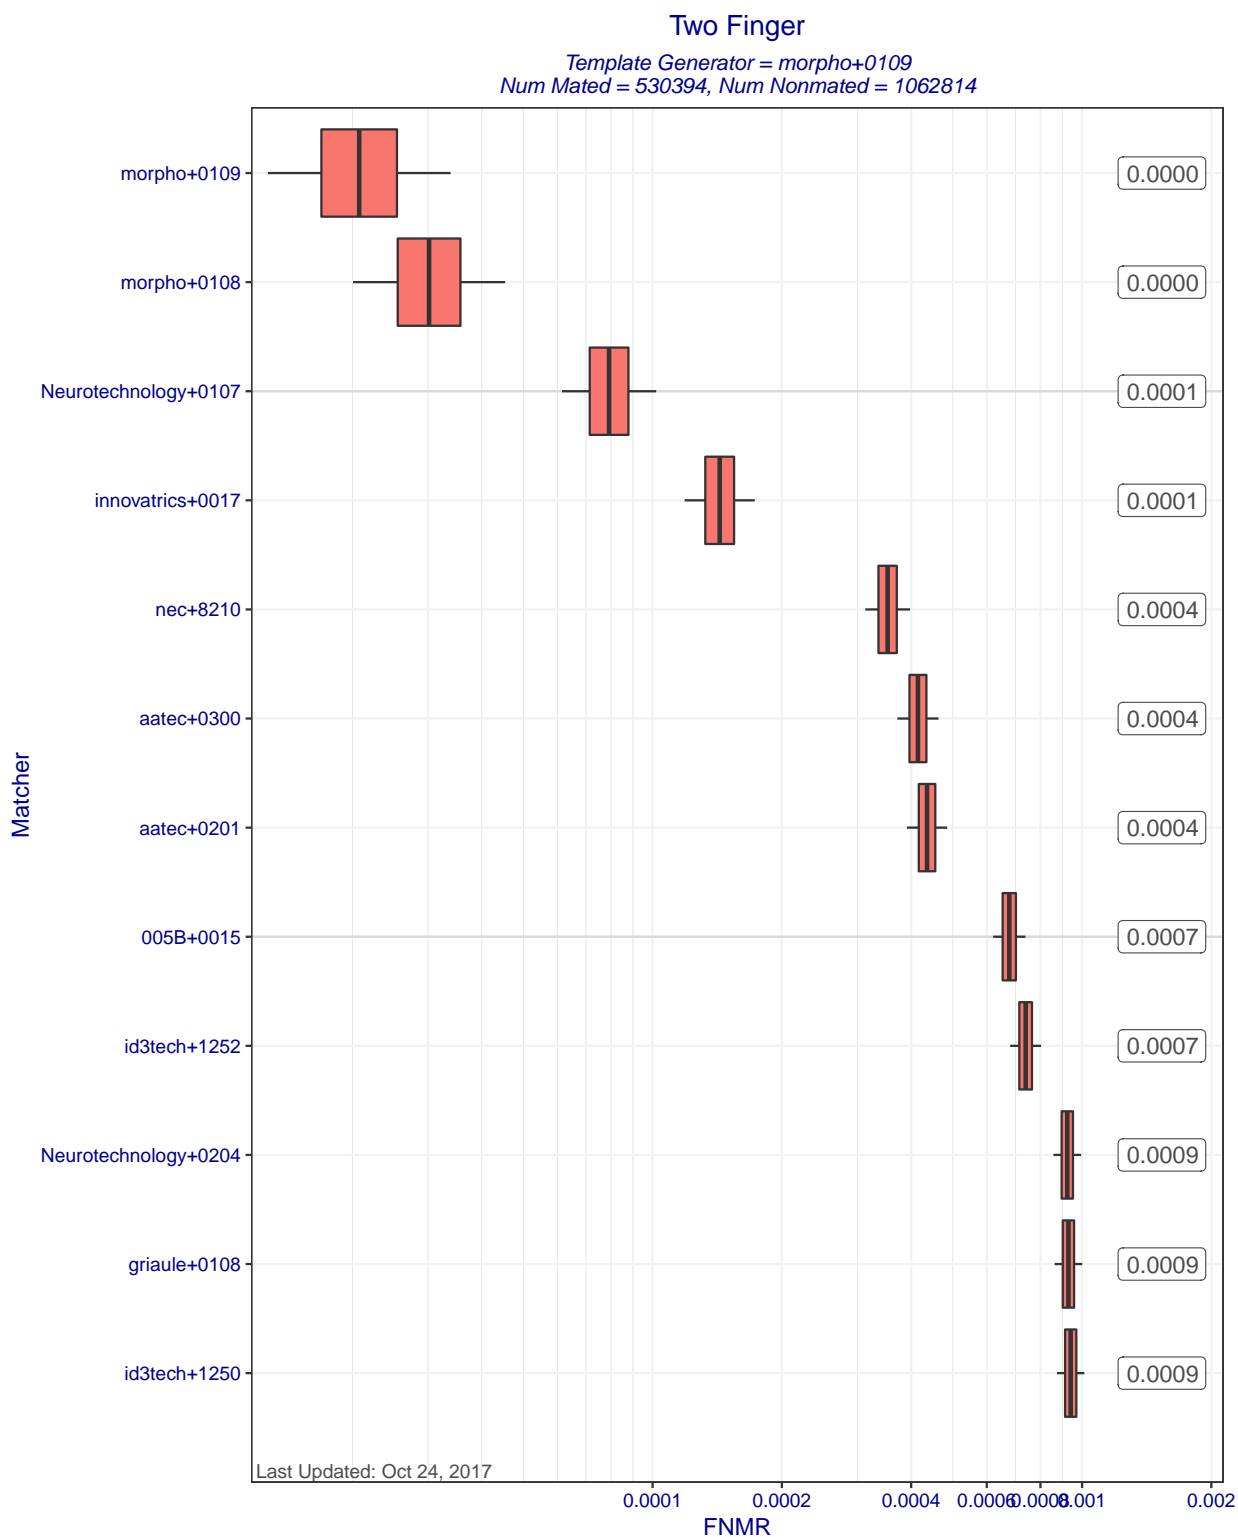 Two Finger
Template Generator = morpho+0109
Num Mated = 530394, Num Nonmated = 1062814
morpho+0109
0.0000
morpho+0108
0.0000
Neurotechnology+0107
0.0001
innovatrics+0017
0.0001
nec+8210
0.0004
aatec+0300
0.0004
Matcher
aatec+0201
0.0004
005B+0015
0.0007
id3tech+1252
0.0007
Neurotechnology+0204
0.0009
griaule+0108
0.0009
id3tech+1250
0.0009
Last Updated: Oct 24, 2017
0.0001 0.0002 0.0004 0.0006 0.0008 0.001 0.002
FNMR